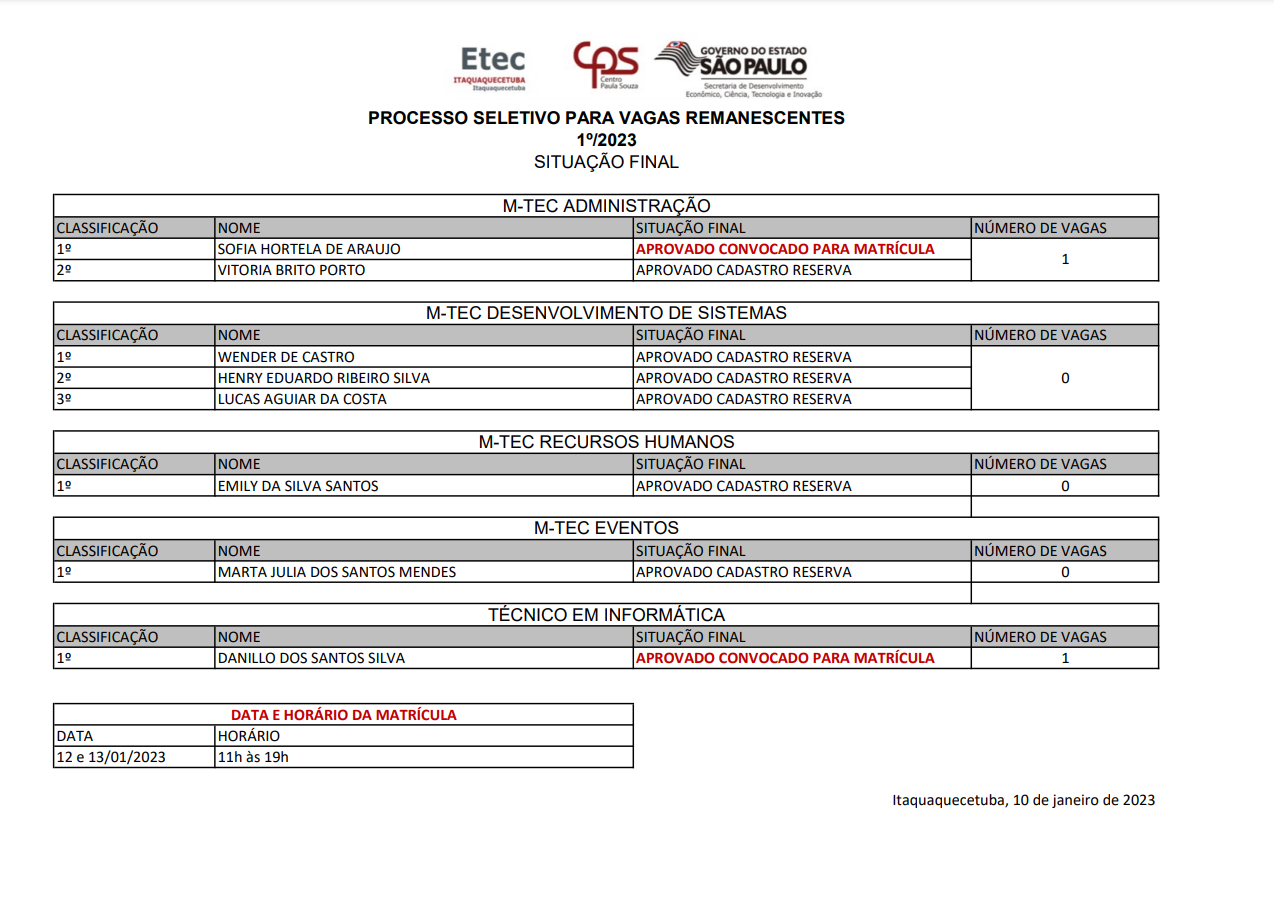 Etec
ITAQUAQUECETUBA
Itaquaquecetuba
CPS
Centro
Paula Souza
GOVERNO DO ESTADO
SÃO PAULO
Secretaria de Desenvolvimento
Econômico, Ciência, Tecnologia e Inovação
PROCESSO SELETIVO PARA VAGAS REMANESCENTES
1º/2023
SITUAÇÃO FINAL
M-TEC ADMINISTRAÇÃO
CLASSIFICAÇÃO NOME SITUAÇÃO FINAL NÚMERO DE VAGAS
1º SOFIA HORTELA DE ARAUJO APROVADO CONVOCADO PARA MATRÍCULA 1
2º VITORIA BRITO PORTO APROVADO CADASTRO RESERVA
M-TEC DESENVOLVIMENTO DE SISTEMAS
CLASSIFICAÇÃO NOME SITUAÇÃO FINAL NÚMERO DE VAGAS
1º WENDER DE CASTRO APROVADO CADASTRO RESERVA
2º HENRY EDUARDO RIBEIRO SILVA APROVADO CADASTRO RESERVA 0
3º LUCAS AGUIAR DA COSTA APROVADO CADASTRO RESERVA
M-TEC RECURSOS HUMANOS
CLASSIFICAÇÃO NOME SITUAÇÃO FINAL NÚMERO DE VAGAS
1º EMILY DA SILVA SANTOS APROVADO CADASTRO RESERVA 0
M-TEC EVENTOS
CLASSIFICAÇÃO NOME SITUAÇÃO FINAL NÚMERO DE VAGAS
1º MARTA JULIA DOS SANTOS MENDES APROVADO CADASTRO RESERVA 0
TÉCNICO EM INFORMÁTICA
CLASSIFICAÇÃO NOME SITUAÇÃO FINAL NÚMERO DE VAGAS
1º DANILLO DOS SANTOS SILVA APROVADO CONVOCADO PARA MATRÍCULA 1
DATA E HORÁRIO DA MATRÍCULA
DATA HORÁRIO
12 e 13/01/2023 11h às 19h
Itaquaquecetuba, 10 de janeiro de 2023